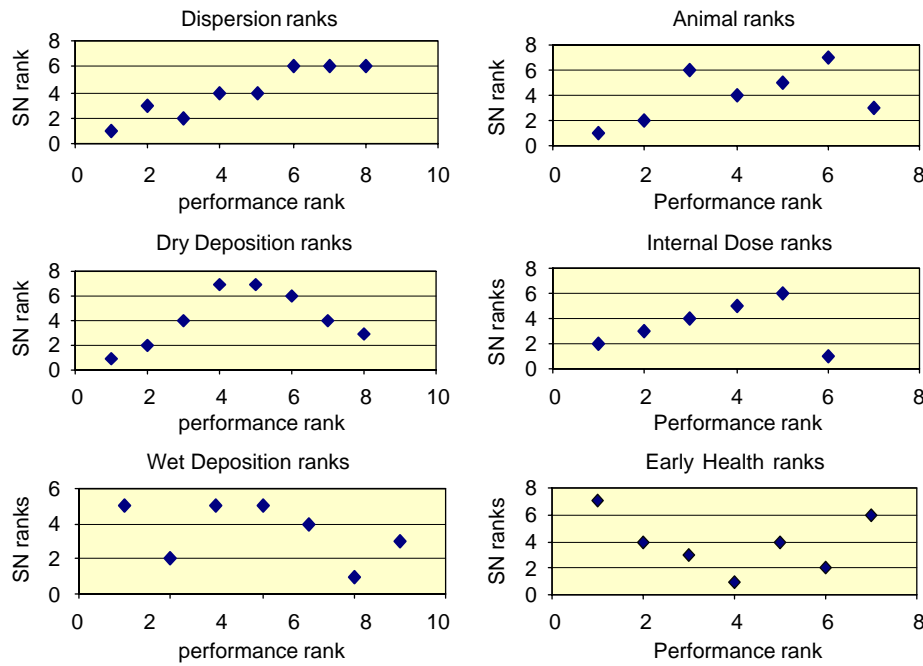 Dispersion ranks
SN rank
8
6
4
2
0
0 2 4 6 8 10
performance rank
Animal ranks
SN rank
8
6
4
2
0
0 2 4 6 8
Performance rank
Dry Deposition ranks
SN rank
8
6
4
2
0
0 2 4 6 8 10
performance rank
Internal Dose ranks
SN ranks
8
6
4
2
0
0 2 4 6 8
Performance rank
Wet Deposition ranks
SN ranks
6
4
2
0
0 2 4 6 8 10
performance rank
Early Health ranks
SN ranks
8
6
4
2
0
0 2 4 6 8
Performance rank